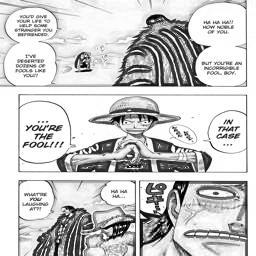 HA HA HA!!
HOW NOBLE
OF YOU.
BUT YOU'RE AN
INCORRIGIBLE
FOOL, BOY.
YOU'D GIVE
YOUR LIFE TO
HELP SOME
STRANGER YOU
BEFRIENDED.
I'VE
DESERTED
DOZENS OF
FOOLS LIKE
YOU!!
IN
THAT
CASE
...
...
YOU'RE
THE
FOOL!!!
HA HA
HA...
WHAT'RE
YOU
LAUGHING
AT?!